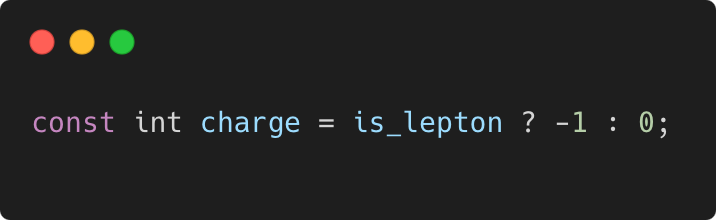 const int charge = is_lepton ? -1 : 0;